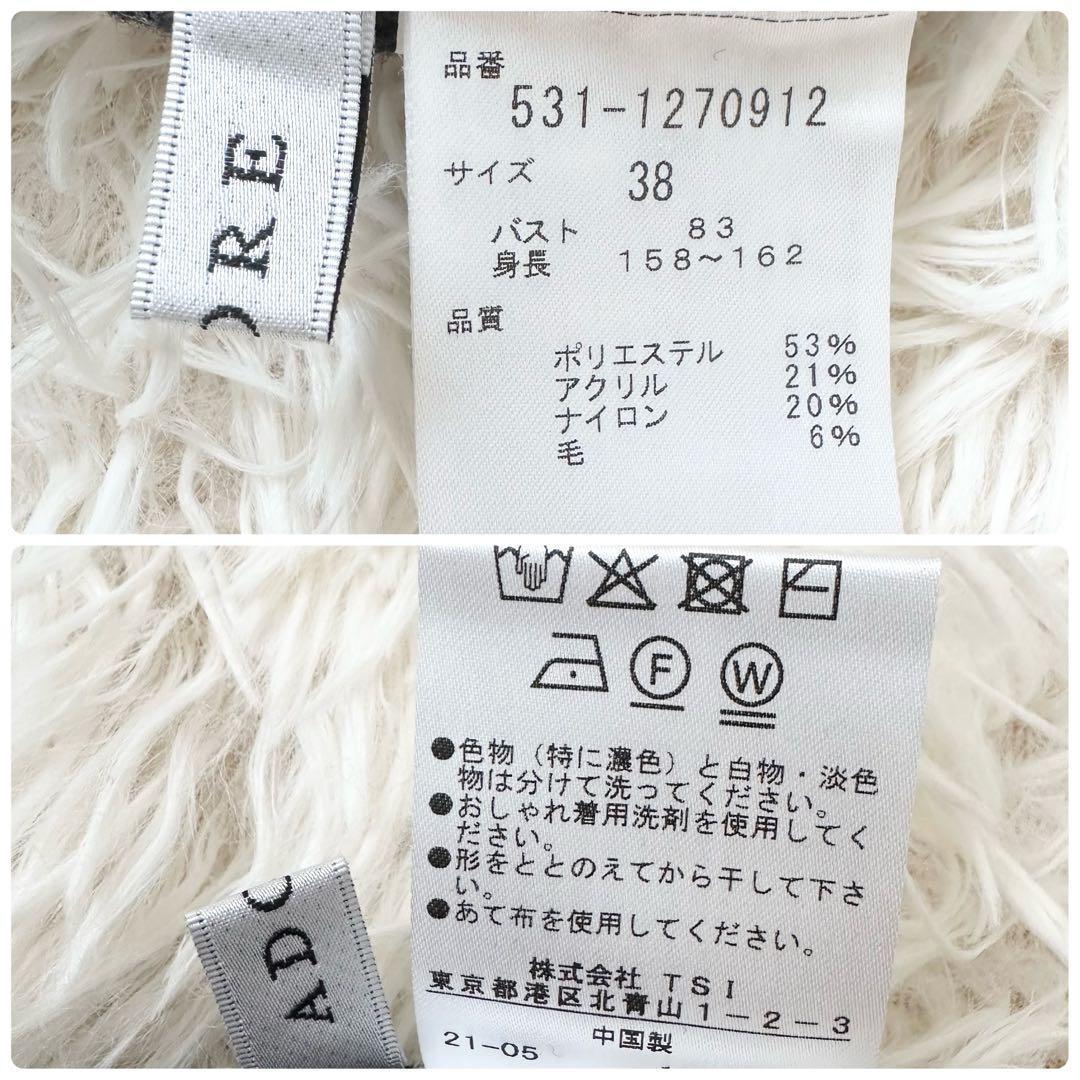 ORE
品番
531-1270912
サイズ 38
バスト 83
身長 158～162
品質
ポリエステル 53%
アクリル 21%
ナイロン 20%
毛 6%
F W
●色物（特に濃色）と白物・淡色
物は分けて洗ってください。
●おしゃれ着用洗剤を使用してく
ださい。
●形をととのえてから干して下さ
い。
●あて布を使用してください。
株式会社 TSI
東京都港区北青山1-2-3
21-05 中国製
ADO